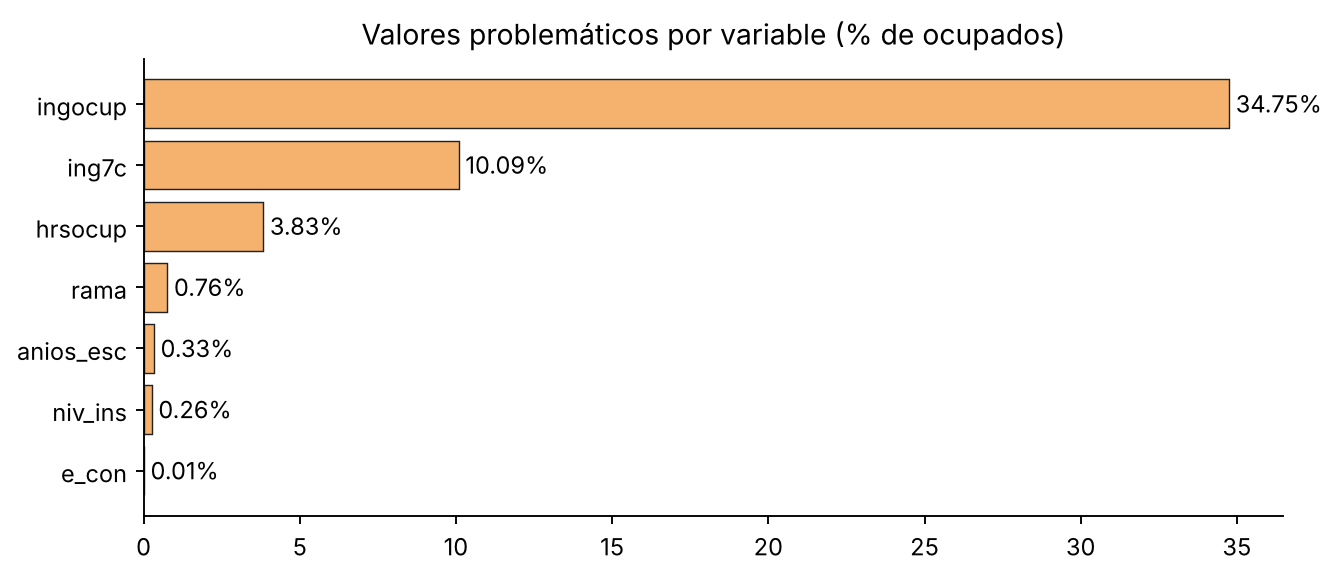 Valores problemáticos por variable (% de ocupados)
ingocup 34.75%
ing7c 10.09%
hrsocup 3.83%
rama 0.76%
anios_esc 0.33%
niv_ins 0.26%
e_con 0.01%
0 5 10 15 20 25 30 35